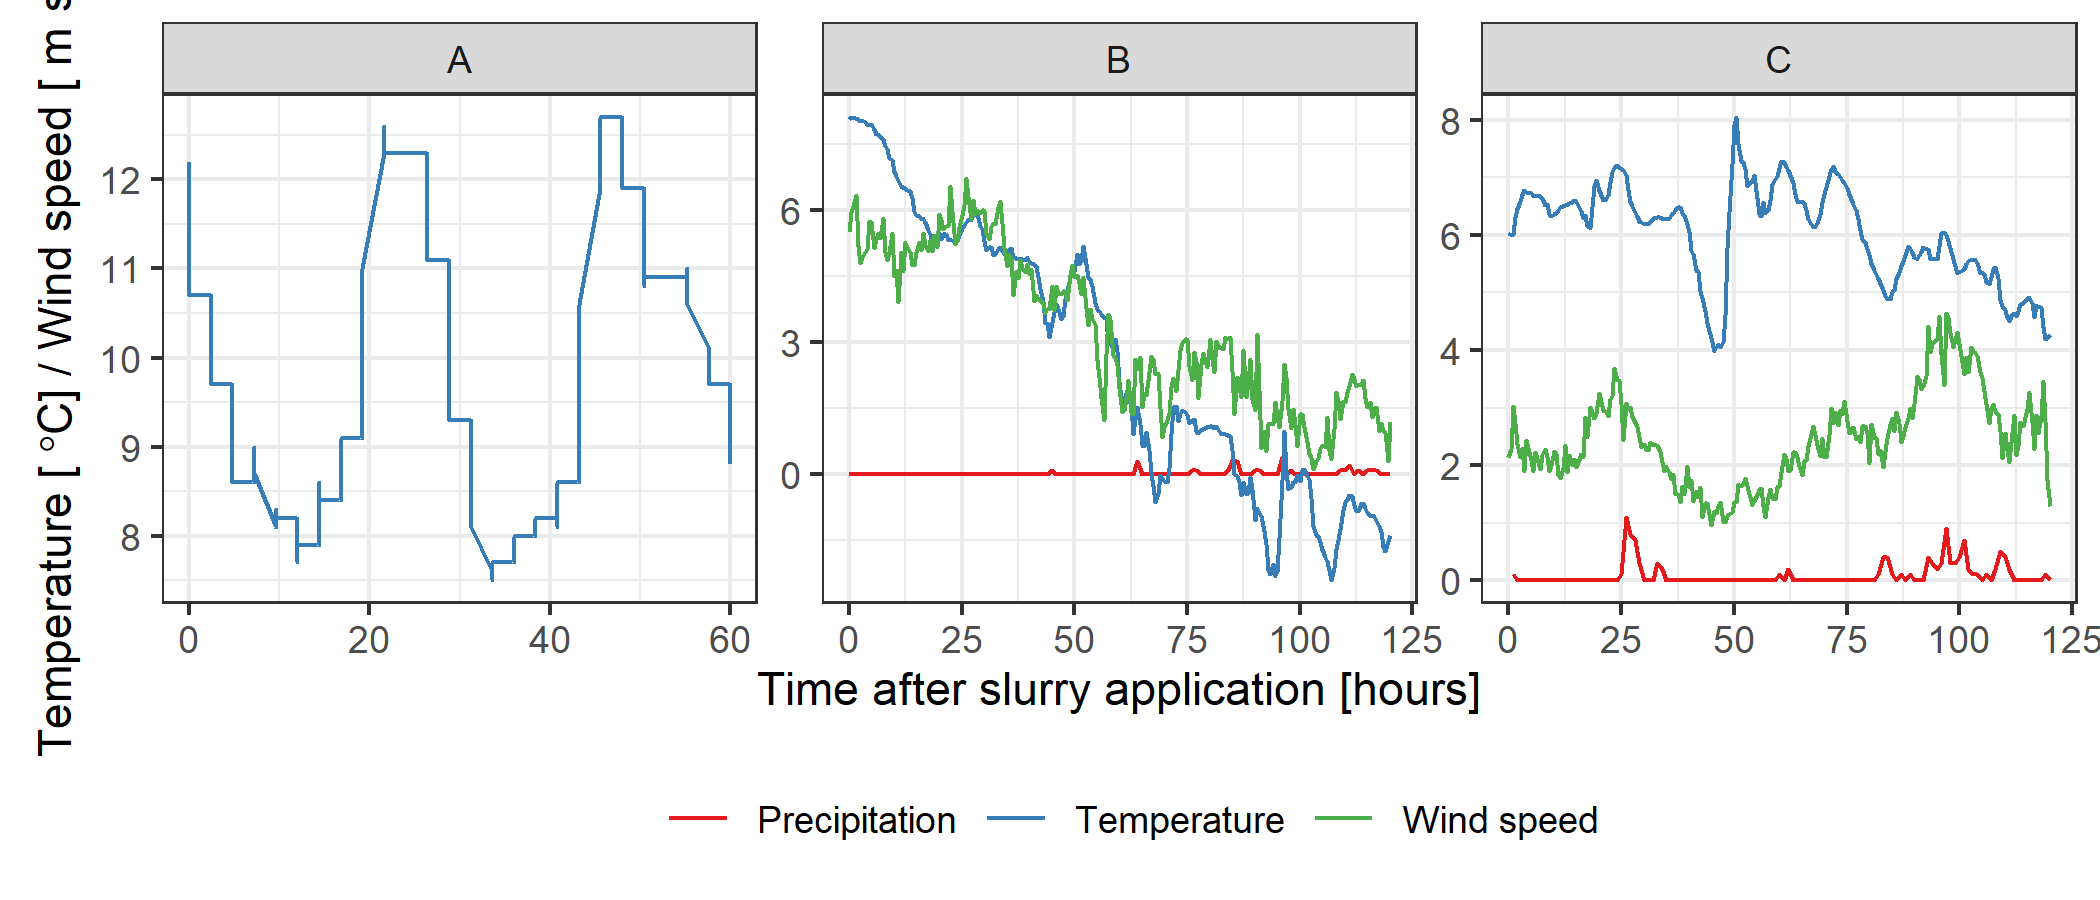 A B C
Temperature [ °C] / Wind speed [ m s
12
11
10
9
8
6
3
0
8
6
4
2
0
0 20 40 60
0 25 50 75 100 125
0 25 50 75 100 125
Time after slurry application [hours]
Precipitation Temperature Wind speed